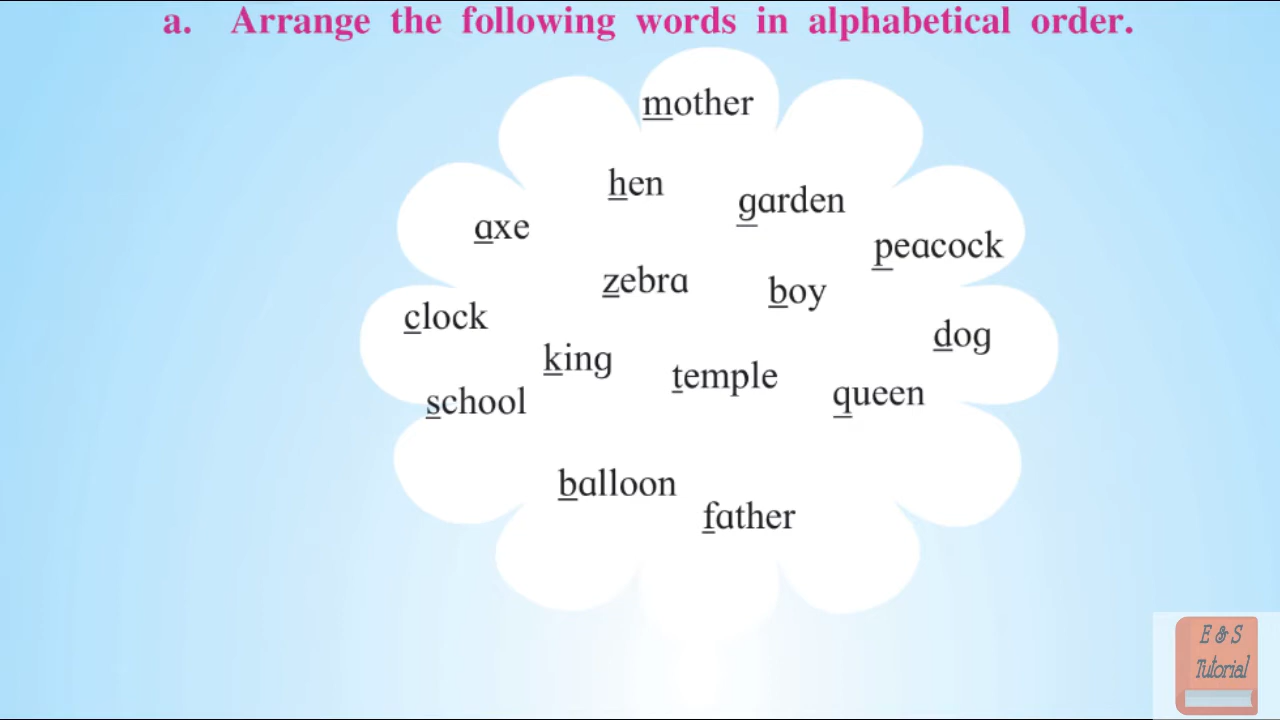 a. Arrange the following words in alphabetical order.
mother
hen
garden
axe
peacock
zebra
boy
clock
dog
king
temple
queen
school
balloon
father
E & S
Tutorial